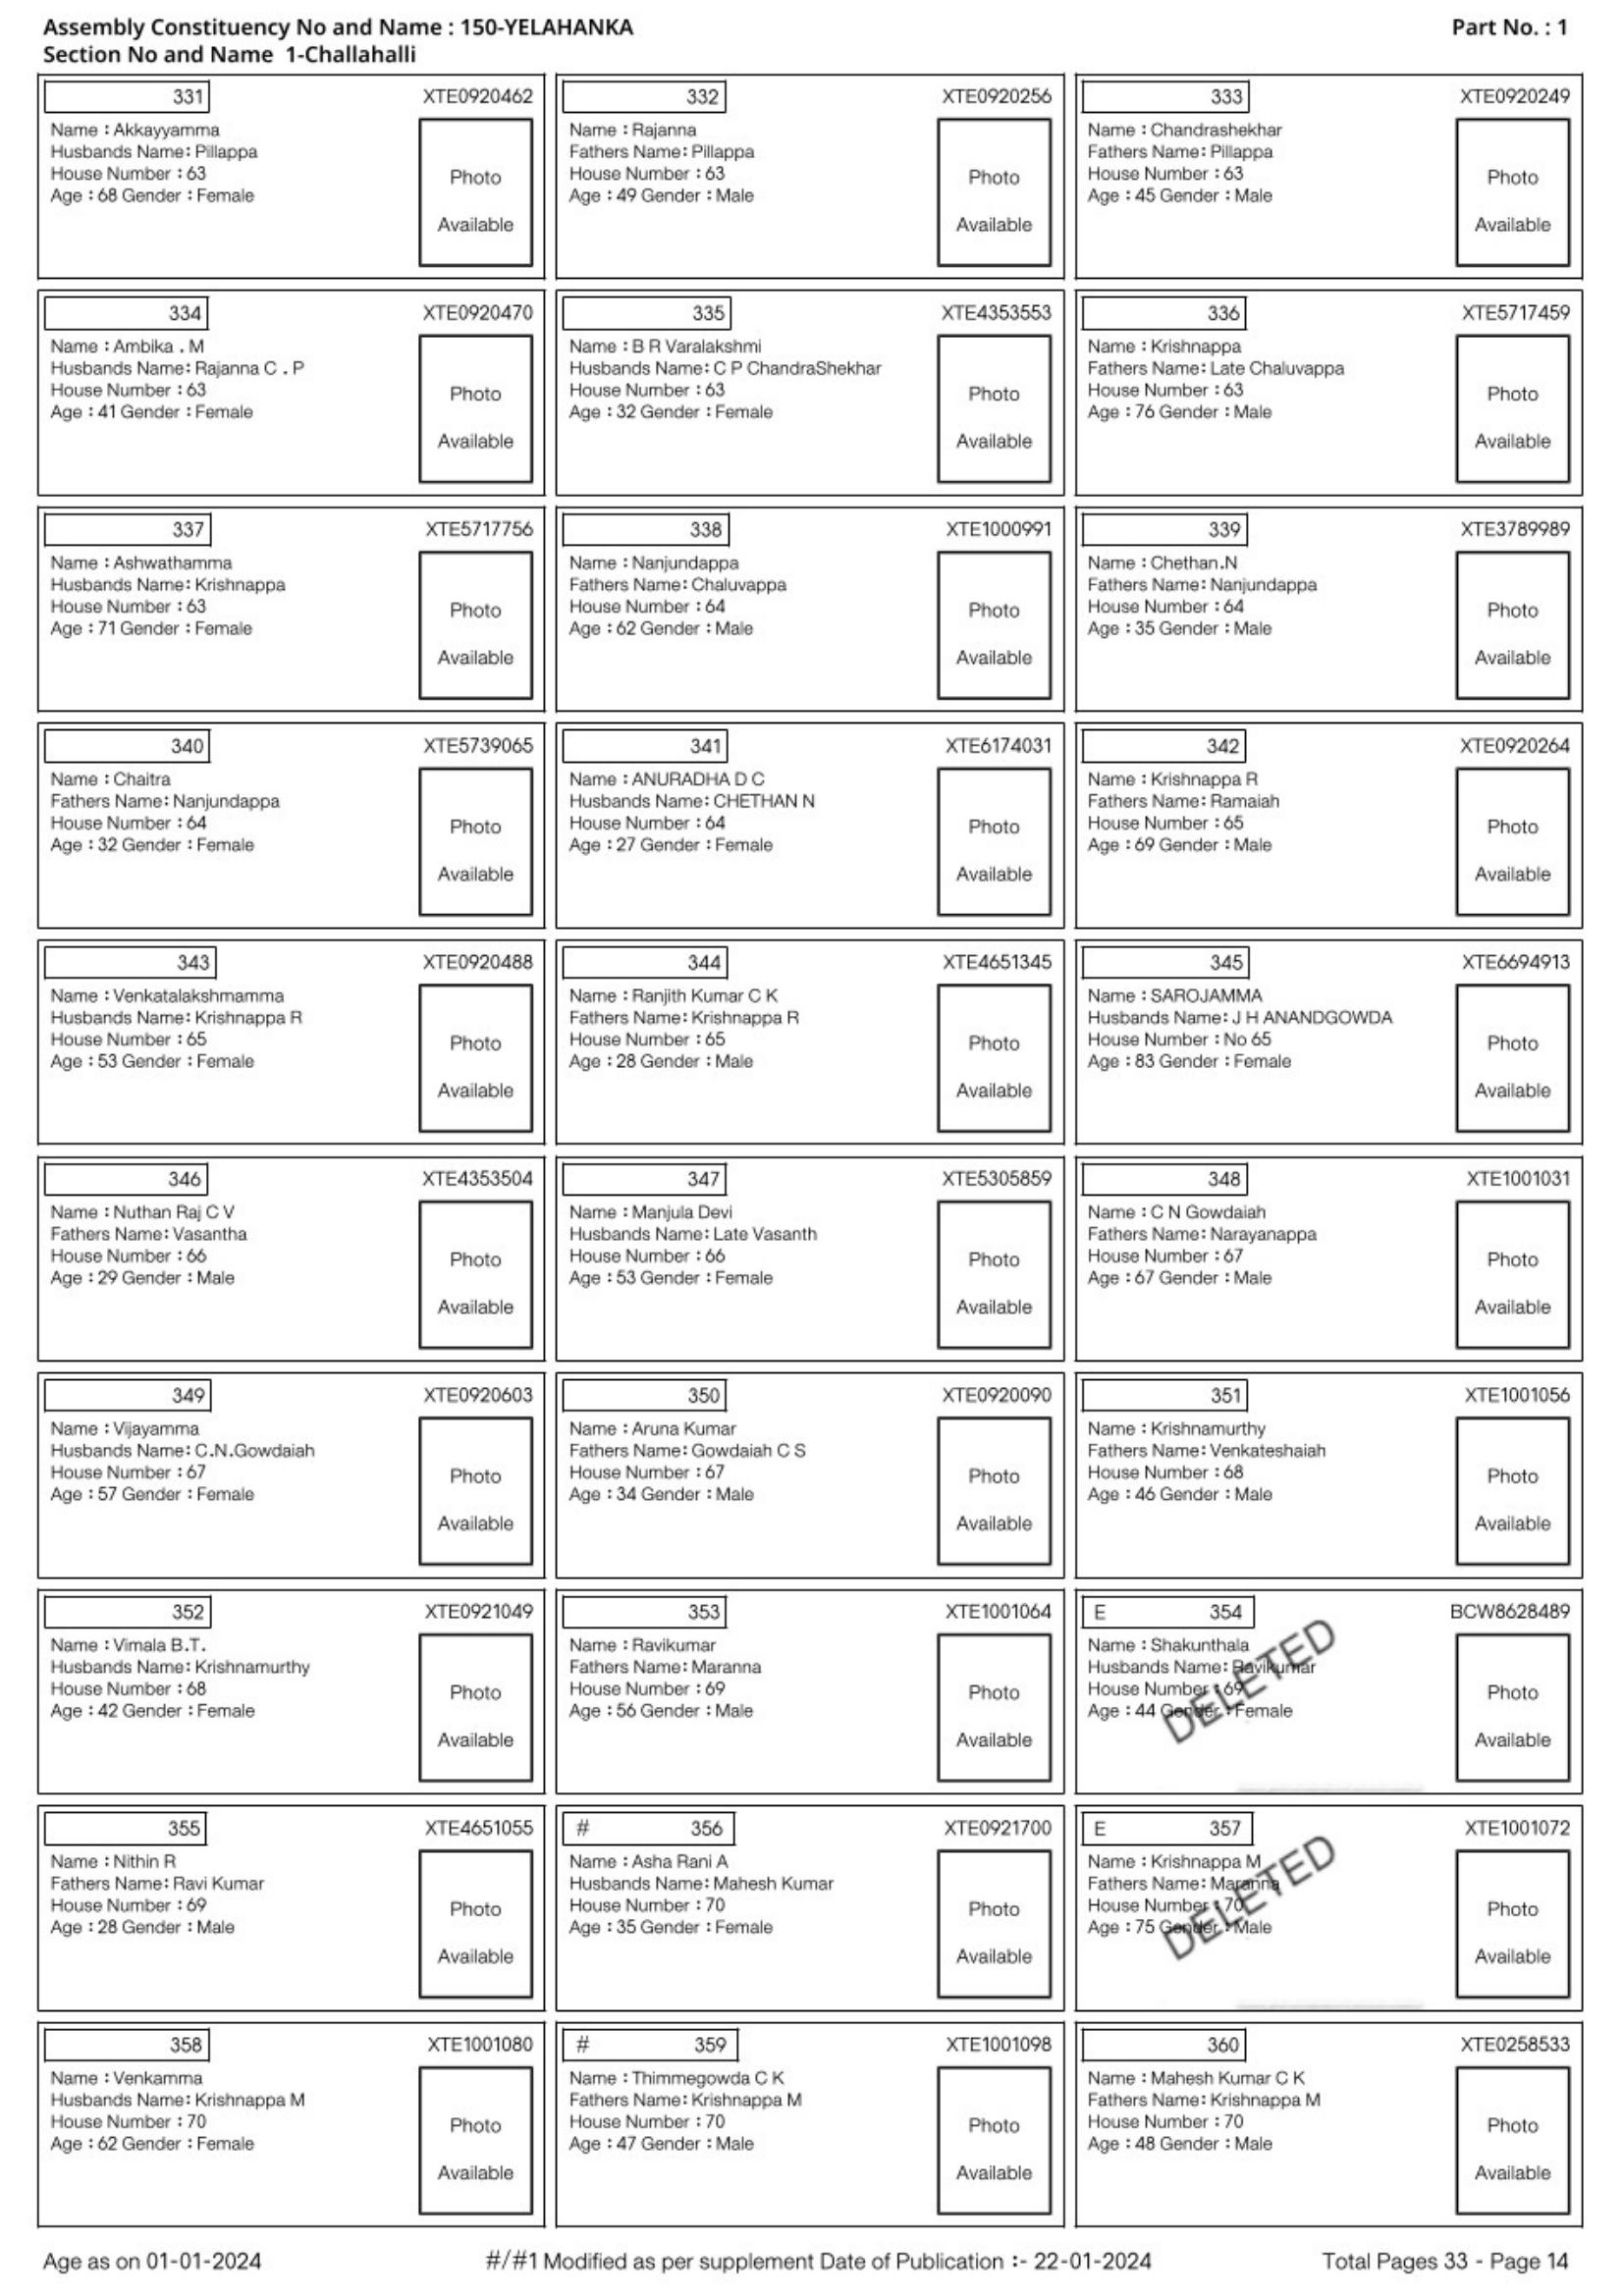 Assembly Constituency No and Name : 150-YELAHANKA
Part No. : 1
Section No and Name 1-Challahalli
331 XTE0920462
Name : Akkayyamma
Husbands Name: Pillappa
House Number : 63
Age : 68 Gender : Female
Photo
Available
332 XTE0920256
Name : Rajanna
Fathers Name: Pillappa
House Number : 63
Age : 49 Gender : Male
Photo
Available
333 XTE0920249
Name : Chandrashekhar
Fathers Name: Pillappa
House Number : 63
Age : 45 Gender : Male
Photo
Available
334 XTE0920470
Name : Ambika . M
Husbands Name: Rajanna C . P
House Number : 63
Age : 41 Gender : Female
Photo
Available
335 XTE4353553
Name : B R Varalakshmi
Husbands Name: C P ChandraShekhar
House Number : 63
Age : 32 Gender : Female
Photo
Available
336 XTE5717459
Name : Krishnappa
Fathers Name: Late Chaluvappa
House Number : 63
Age : 76 Gender : Male
Photo
Available
337 XTE5717756
Name : Ashwathamma
Husbands Name: Krishnappa
House Number : 63
Age : 71 Gender : Female
Photo
Available
338 XTE1000991
Name : Nanjundappa
Fathers Name: Chaluvappa
House Number : 64
Age : 62 Gender : Male
Photo
Available
339 XTE3789989
Name : Chethan.N
Fathers Name: Nanjundappa
House Number : 64
Age : 35 Gender : Male
Photo
Available
340 XTE5739065
Name : Chaitra
Fathers Name: Nanjundappa
House Number : 64
Age : 32 Gender : Female
Photo
Available
341 XTE6174031
Name : ANURADHA D C
Husbands Name: CHETHAN N
House Number : 64
Age : 27 Gender : Female
Photo
Available
342 XTE0920264
Name : Krishnappa R
Fathers Name: Ramaiah
House Number : 65
Age : 69 Gender : Male
Photo
Available
343 XTE0920488
Name : Venkatalakshmamma
Husbands Name: Krishnappa R
House Number : 65
Age : 53 Gender : Female
Photo
Available
344 XTE4651345
Name : Ranjith Kumar C K
Fathers Name: Krishnappa R
House Number : 65
Age : 28 Gender : Male
Photo
Available
345 XTE6694913
Name : SAROJAMMA
Husbands Name: J H ANANDGOWDA
House Number : No 65
Age : 83 Gender : Female
Photo
Available
346 XTE4353504
Name : Nuthan Raj C V
Fathers Name: Vasantha
House Number : 66
Age : 29 Gender : Male
Photo
Available
347 XTE5305859
Name : Manjula Devi
Husbands Name: Late Vasanth
House Number : 66
Age : 53 Gender : Female
Photo
Available
348 XTE1001031
Name : C N Gowdaiah
Fathers Name: Narayanappa
House Number : 67
Age : 67 Gender : Male
Photo
Available
349 XTE0920603
Name : Vijayamma
Husbands Name: C.N.Gowdaiah
House Number : 67
Age : 57 Gender : Female
Photo
Available
350 XTE0920090
Name : Aruna Kumar
Fathers Name: Gowdaiah C S
House Number : 67
Age : 34 Gender : Male
Photo
Available
351 XTE1001056
Name : Krishnamurthy
Fathers Name: Venkateshaiah
House Number : 68
Age : 46 Gender : Male
Photo
Available
352 XTE0921049
Name : Vimala B.T.
Husbands Name: Krishnamurthy
House Number : 68
Age : 42 Gender : Female
Photo
Available
353 XTE1001064
Name : Ravikumar
Fathers Name: Maranna
House Number : 69
Age : 56 Gender : Male
Photo
Available
E 354 BCW8628489
Name : Shakunthala
Husbands Name: Ravikumar
House Number : 69
Age : 44 Gender : Female
DELETED
Photo
Available
355 XTE4651055
Name : Nithin R
Fathers Name: Ravi Kumar
House Number : 69
Age : 28 Gender : Male
Photo
Available
# 356 XTE0921700
Name : Asha Rani A
Husbands Name: Mahesh Kumar
House Number : 70
Age : 35 Gender : Female
Photo
Available
E 357 XTE1001072
Name : Krishnappa M
Fathers Name: Maranna
House Number : 70
Age : 75 Gender : Male
DELETED
Photo
Available
358 XTE1001080
Name : Venkamma
Husbands Name: Krishnappa M
House Number : 70
Age : 62 Gender : Female
Photo
Available
# 359 XTE1001098
Name : Thimmegowda C K
Fathers Name: Krishnappa M
House Number : 70
Age : 47 Gender : Male
Photo
Available
360 XTE0258533
Name : Mahesh Kumar C K
Fathers Name: Krishnappa M
House Number : 70
Age : 48 Gender : Male
Photo
Available
Age as on 01-01-2024
#/#1 Modified as per supplement Date of Publication :- 22-01-2024
Total Pages 33 - Page 14